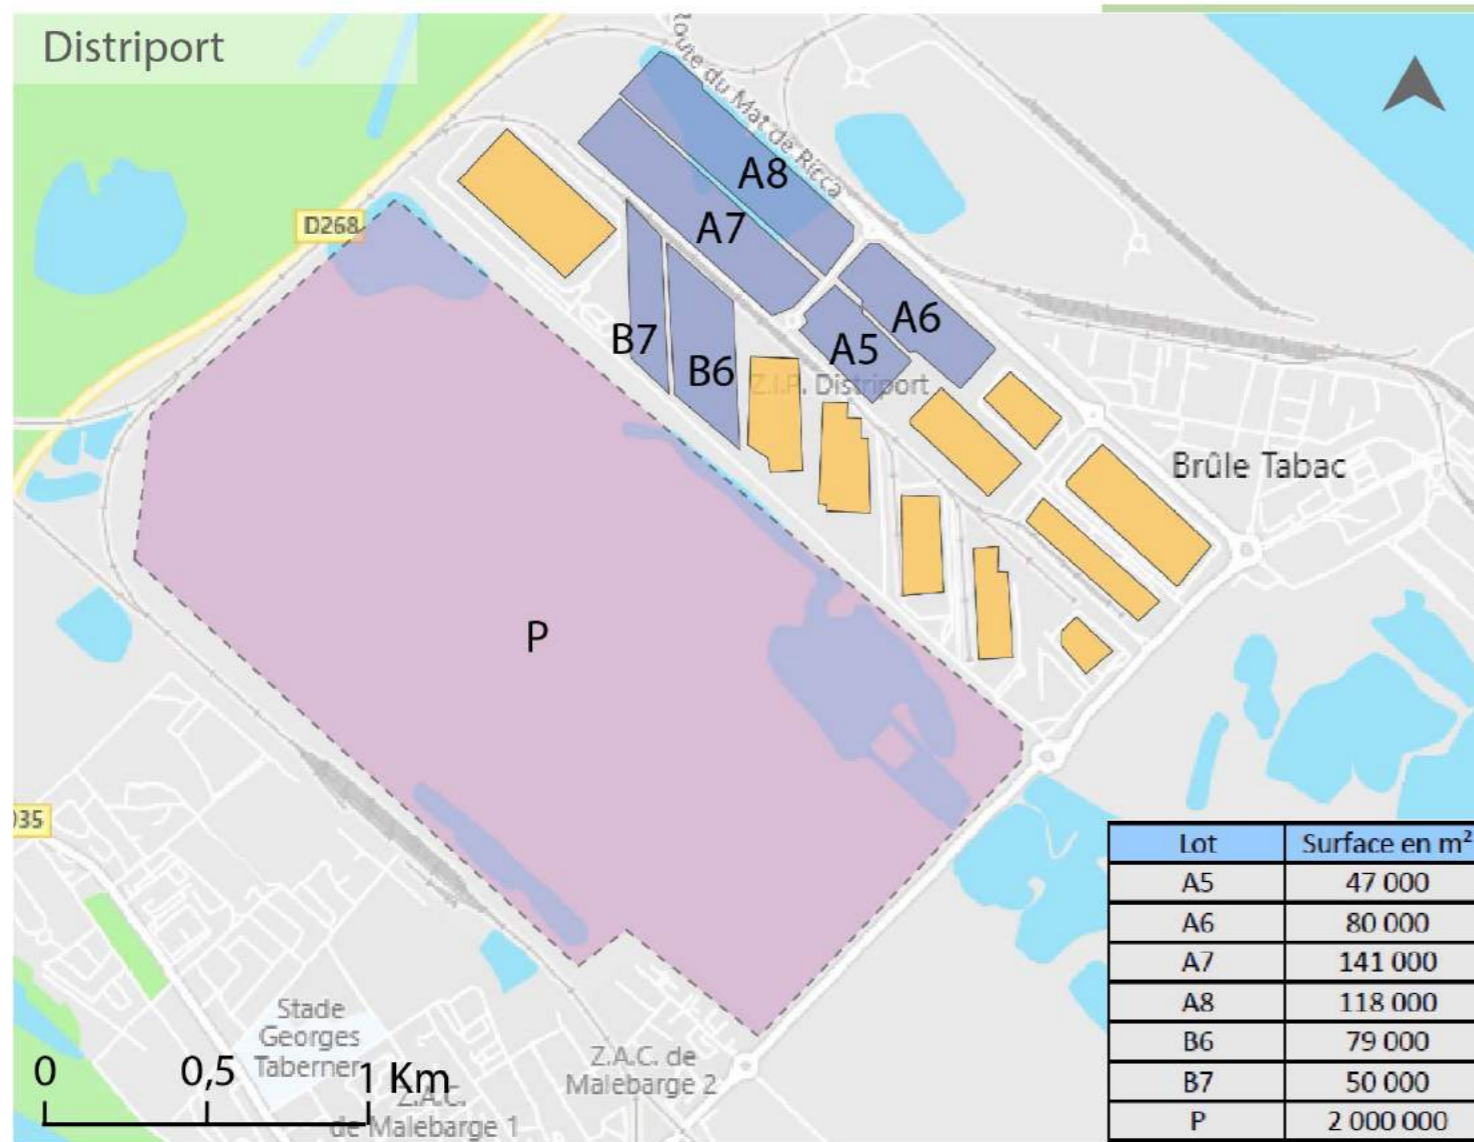 Distriport
Route du Mat de Ricca
A8
D268
A7
A6
B7
A5
B6
Z.I.P. Distriport
Brûle Tabac
P
035
Stade
Georges
Taberner
Z.A.C. de
Malebarge 2
0 0,5 1 Km
Z.A.C.
de Malebarge 1
Lot Surface en m²
A5 47 000
A6 80 000
A7 141 000
A8 118 000
B6 79 000
B7 50 000
P 2 000 000